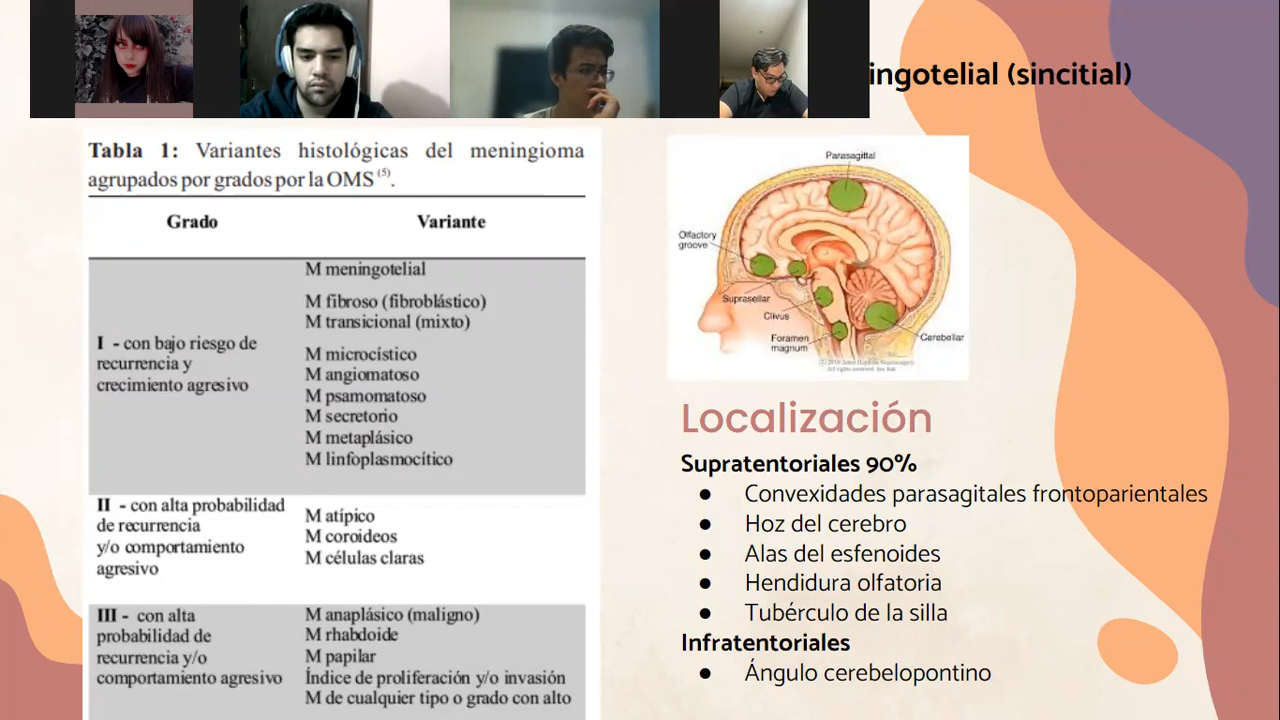 ingotelial (sincitial)
Tabla 1: Variantes histológicas del meningioma
agrupados por grados por la OMS (5).
Grado
Variante
I - con bajo riesgo de
recurrencia y
crecimiento agresivo
M meningotelial
M fibroso (fibroblástico)
M transicional (mixto)
M microcístico
M angiomatoso
M psamomatoso
M secretorio
M metaplásico
M linfoplasmocítico
II - con alta probabilidad
de recurrencia
y/o comportamiento
agresivo
M atípico
M coroideos
M células claras
III - con alta
probabilidad de
recurrencia y/o
comportamiento agresivo
M anaplásico (maligno)
M rhabdoide
M papilar
Índice de proliferación y/o invasión
M de cualquier tipo o grado con alto
Parasagittal
Olfactory
groove
Suprasellar
Clivus
Foramen
magnum
Cerebellar
All rights reserved.
Localización
Supratentoriales 90%
● Convexidades parasagitales frontoparientales
● Hoz del cerebro
● Alas del esfenoides
● Hendidura olfatoria
● Tubérculo de la silla
Infratentoriales
● Ángulo cerebelopontino